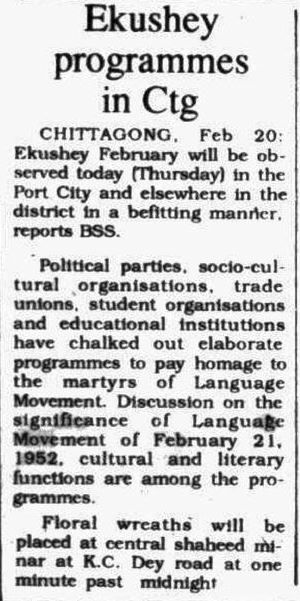 Ekushey
programmes
in Ctg
CHITTAGONG, Feb 20:
Ekushey February will be ob-
served today (Thursday) in the
Port City and elsewhere in the
district in a befitting manner,
reports BSS.
Political parties, socio-cul-
tural organisations, trade
unions, student organisations
and educational institutions
have chalked out elaborate
programmes to pay homage to
the martyrs of Language
Movement. Discussion on the
significance of Language
Movement of February 21,
1952, cultural and literary
functions are among the pro-
grammes.
Floral wreaths will be
placed at central shaheed mi-
nar at K.C. Dey road at one
minute past midnight